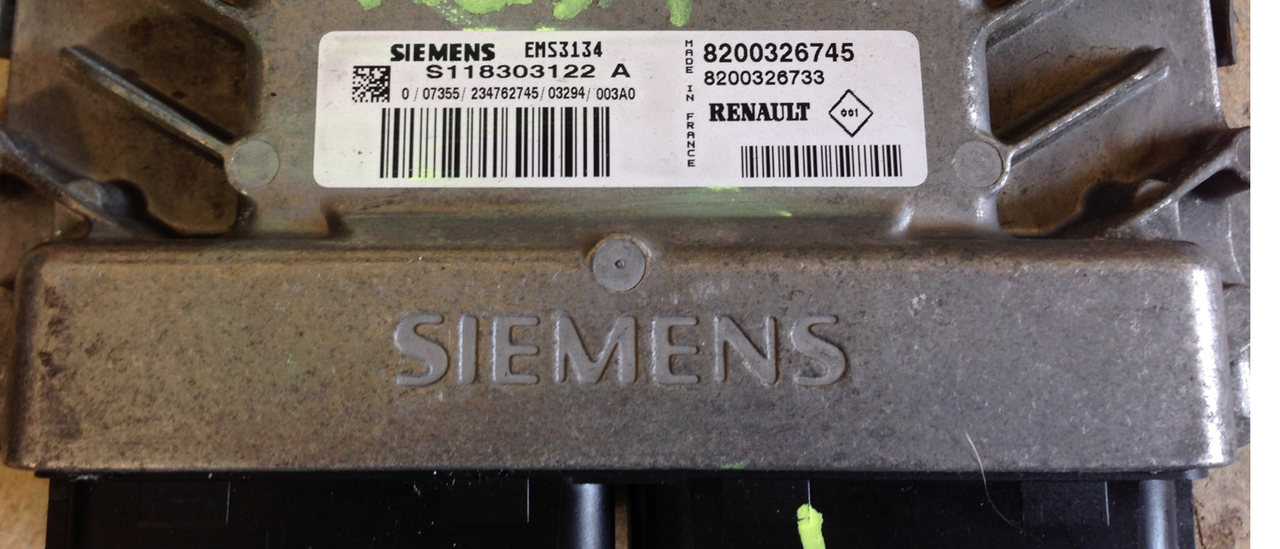 SIEMENS EMS3134
S118303122 A
0 / 07355 / 234762745 / 03294 / 003A0
MADE IN FRANCE
8200326745
8200326733
RENAULT 001
SIEMENS